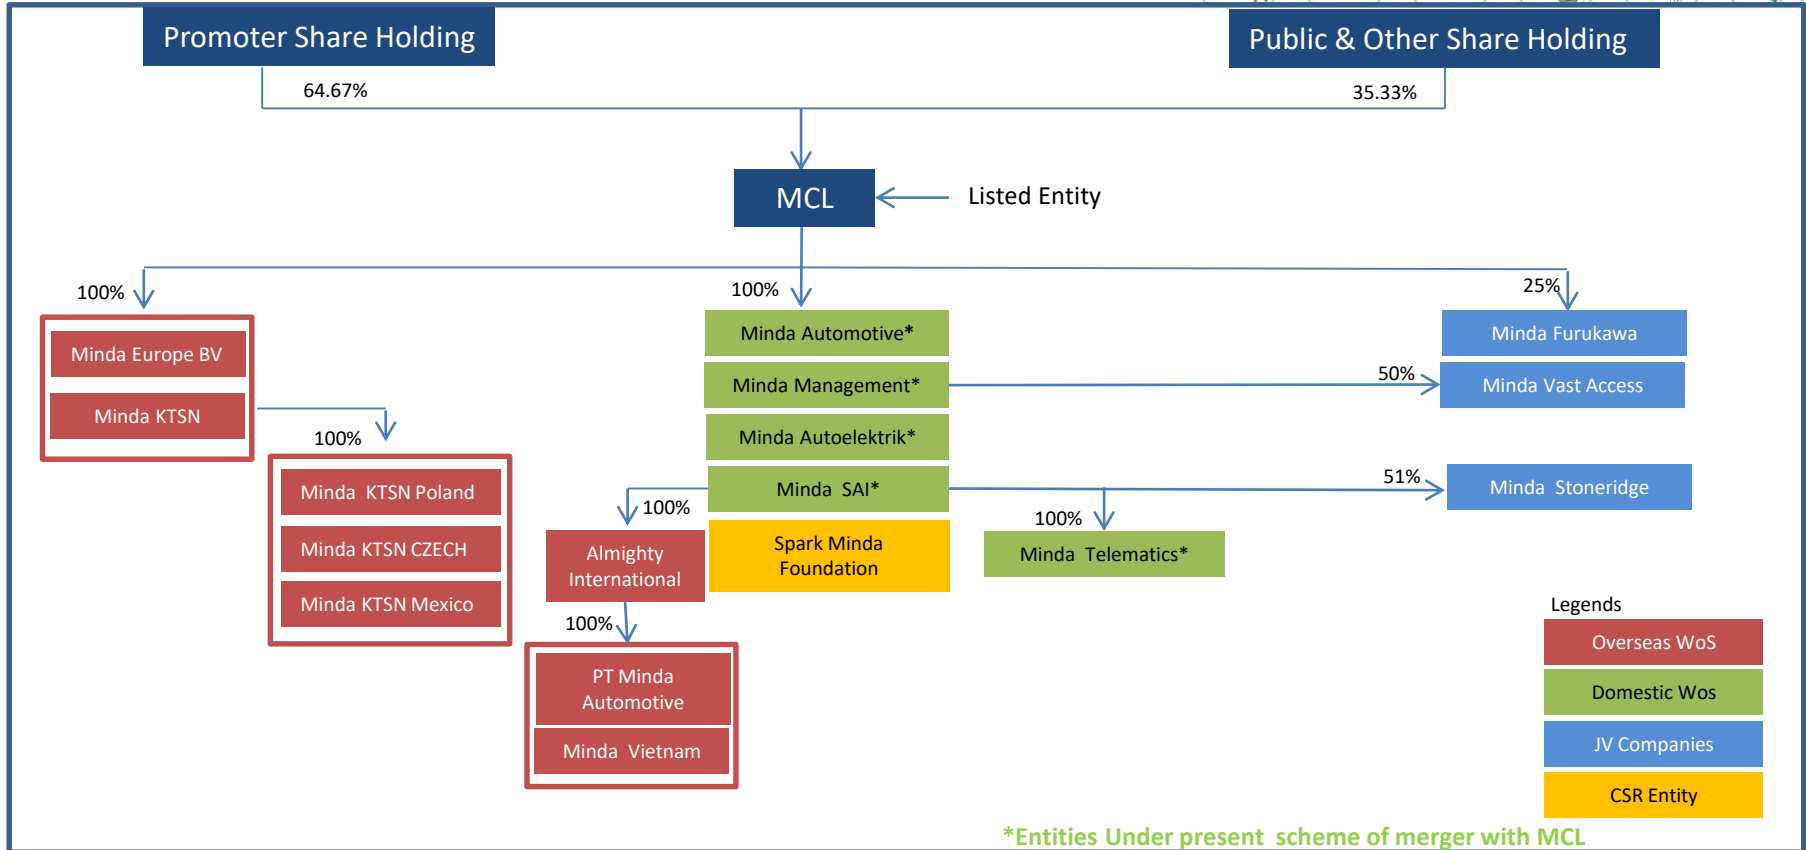 Promoter Share Holding
Public & Other Share Holding
64.67%
35.33%
MCL
Listed Entity
100%
100%
25%
Minda Europe BV
Minda KTSN
100%
Minda KTSN Poland
Minda KTSN CZECH
Minda KTSN Mexico
Minda Automotive*
Minda Management*
Minda Autoelektrik*
Minda SAI*
Spark Minda
Foundation
50%
Minda Furukawa
Minda Vast Access
51%
Minda Stoneridge
100%
Almighty
International
100%
Minda Telematics*
100%
PT Minda
Automotive
Minda Vietnam
Legends
Overseas WoS
Domestic Wos
JV Companies
CSR Entity
*Entities Under present scheme of merger with MCL